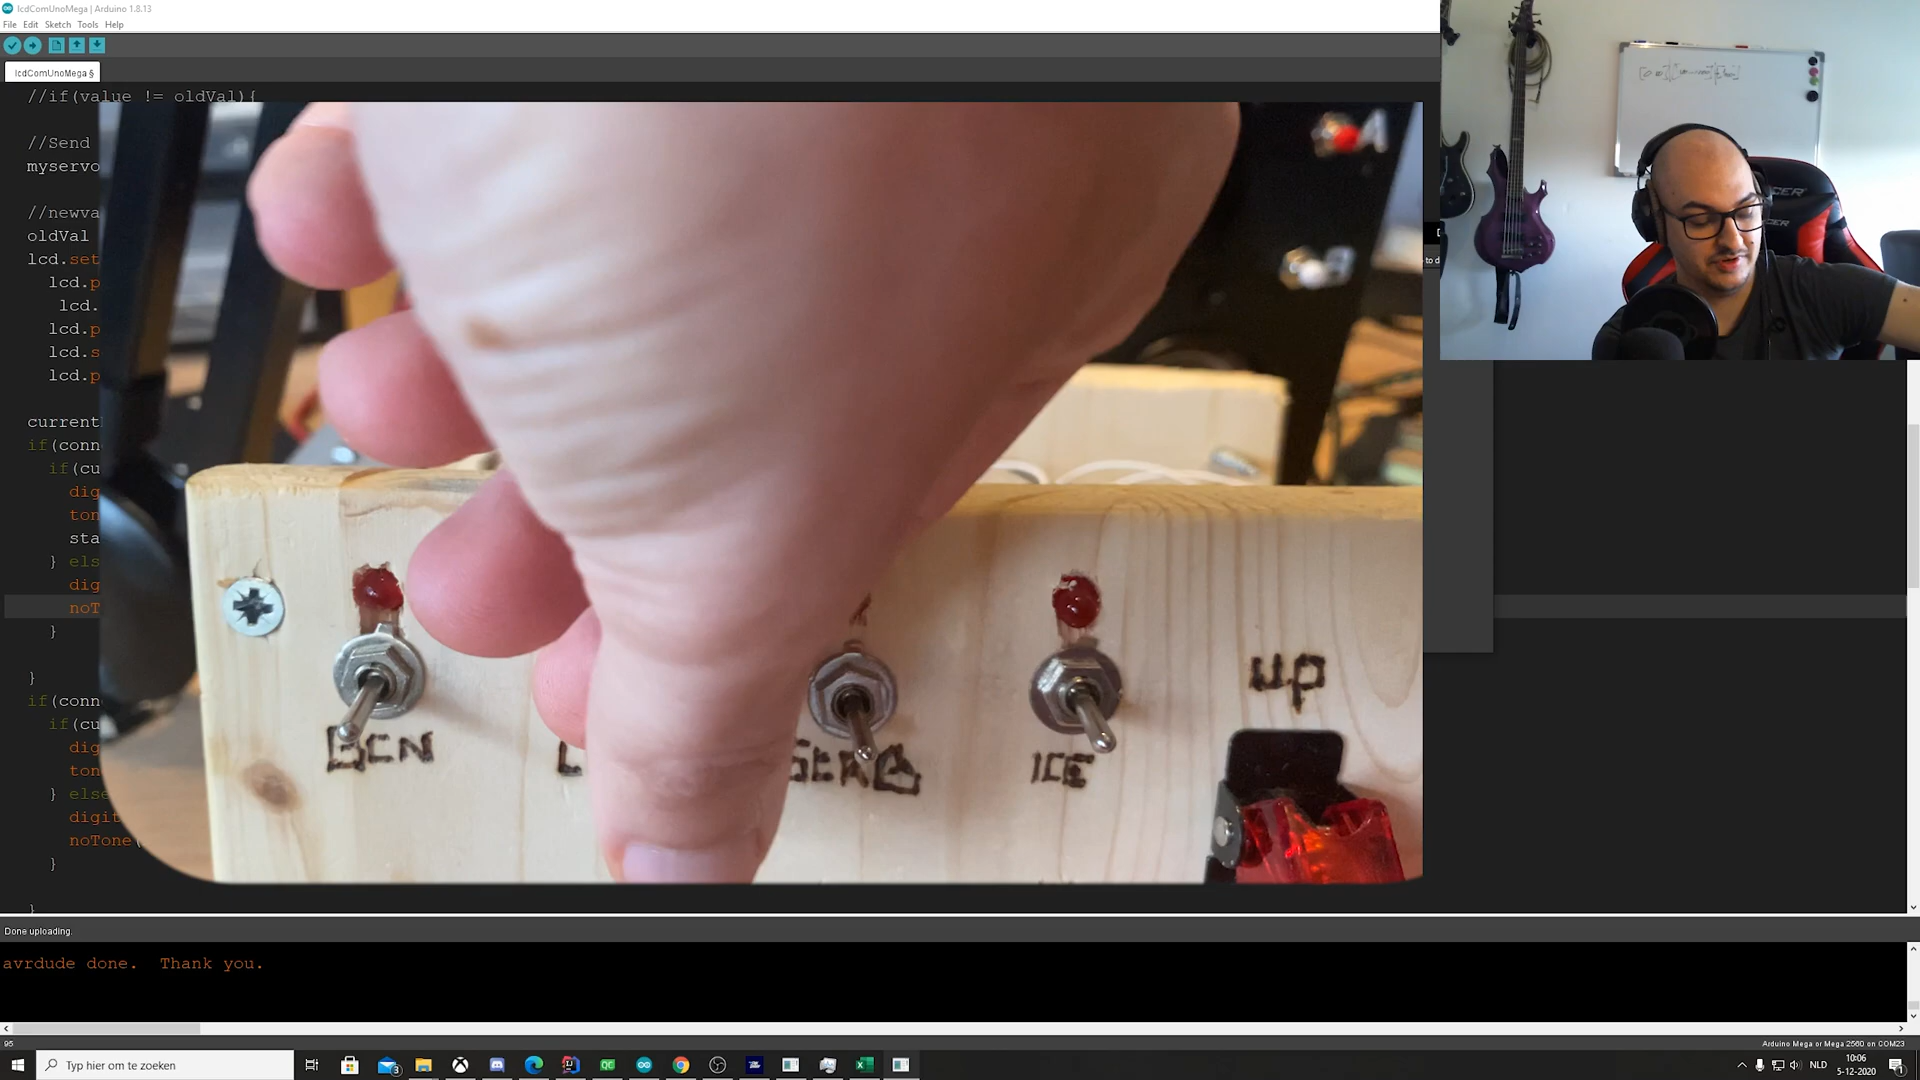 lcdComUnoMega | Arduino 1.8.13
File Edit Sketch Tools Help
lcdComUnoMega §
//if(value != oldVal){
//Send
myservo
//newva
oldVal
lcd.set
lcd.p
lcd.
lcd.p
lcd.s
lcd.p
current
if(conn
if(cu
dig
ton
sta
} els
dig
noT
}
}
if(conn
if(cu
dig
ton
} else
digit
noTone(
}
}
BCN
L
STRB
ICE
up
Done uploading.
avrdude done.  Thank you.
95
Arduino Mega or Mega 2560 on COM23
Typ hier om te zoeken
NLD
10:06
5-12-2020